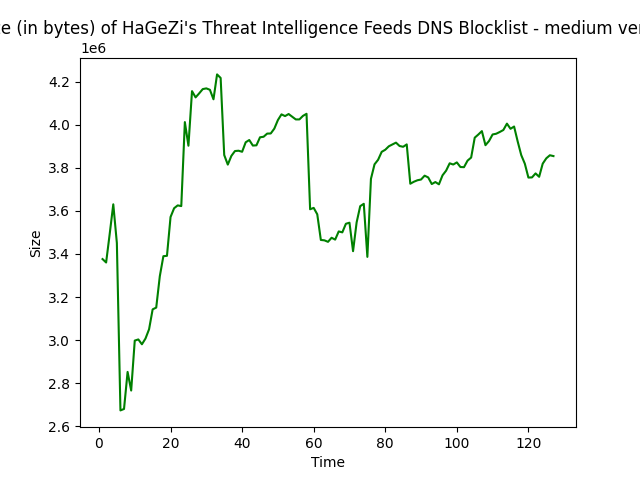 (in bytes) of HaGeZi's Threat Intelligence Feeds DNS Blocklist - medium
1e6
4.2
4.0
3.8
3.6
3.4
3.2
3.0
2.8
2.6
Size
0 20 40 60 80 100 120
Time